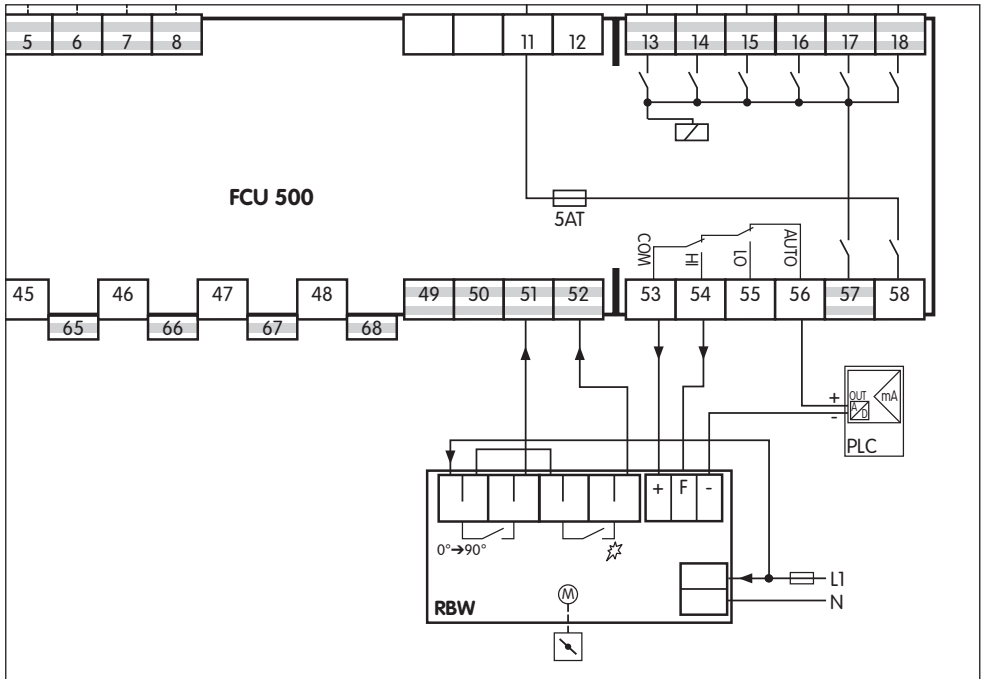 5 6 7 8 11 12 13 14 15 16 17 18
FCU 500
5AT
COM HI LO AUTO
45 46 47 48 49 50 51 52 53 54 55 56 57 58
65 66 67 68
+ OUT mA
- A/D
PLC
+ F -
0°→90°
L1
RBW M N